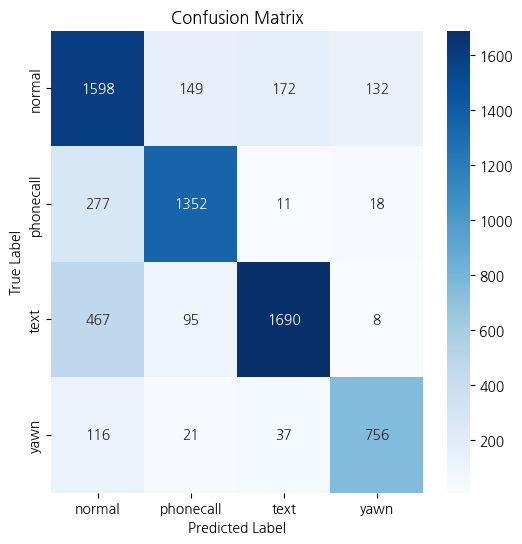 Confusion Matrix
normal 1598 149 172 132
phonecall 277 1352 11 18
text 467 95 1690 8
yawn 116 21 37 756
normal phonecall text yawn
Predicted Label
True Label
1600
1400
1200
1000
800
600
400
200